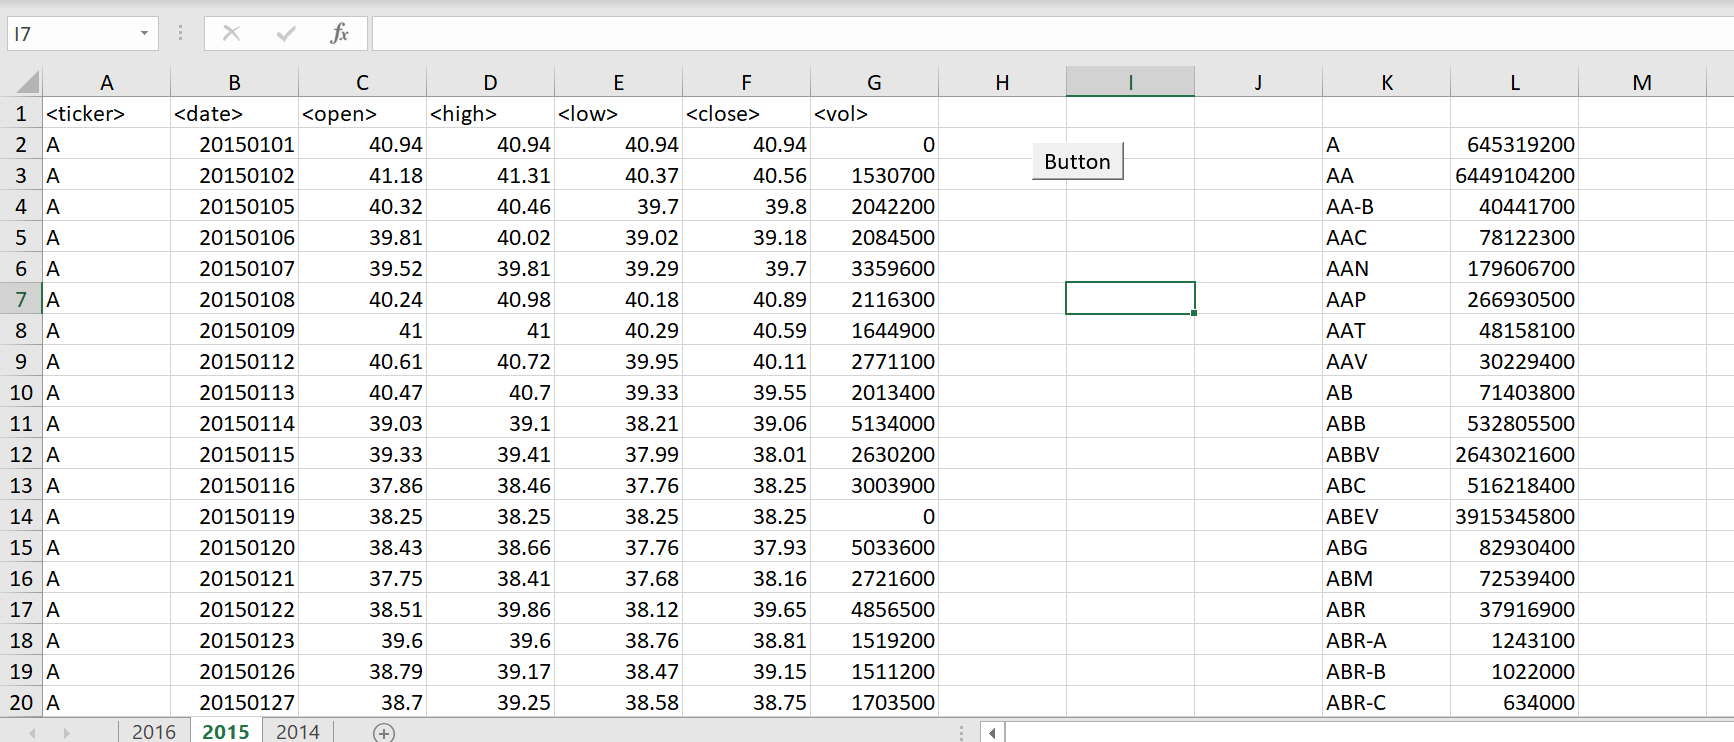 I7 fx
A B C D E F G H I J K L M
1 <ticker> <date> <open> <high> <low> <close> <vol>
2 A 20150101 40.94 40.94 40.94 40.94 0 A 645319200
Button
3 A 20150102 41.18 41.31 40.37 40.56 1530700 AA 6449104200
4 A 20150105 40.32 40.46 39.7 39.8 2042200 AA-B 40441700
5 A 20150106 39.81 40.02 39.02 39.18 2084500 AAC 78122300
6 A 20150107 39.52 39.81 39.29 39.7 3359600 AAN 179606700
7 A 20150108 40.24 40.98 40.18 40.89 2116300 AAP 266930500
8 A 20150109 41 41 40.29 40.59 1644900 AAT 48158100
9 A 20150112 40.61 40.72 39.95 40.11 2771100 AAV 30229400
10 A 20150113 40.47 40.7 39.33 39.55 2013400 AB 71403800
11 A 20150114 39.03 39.1 38.21 39.06 5134000 ABB 532805500
12 A 20150115 39.33 39.41 37.99 38.01 2630200 ABBV 2643021600
13 A 20150116 37.86 38.46 37.76 38.25 3003900 ABC 516218400
14 A 20150119 38.25 38.25 38.25 38.25 0 ABEV 3915345800
15 A 20150120 38.43 38.66 37.76 37.93 5033600 ABG 82930400
16 A 20150121 37.75 38.41 37.68 38.16 2721600 ABM 72539400
17 A 20150122 38.51 39.86 38.12 39.65 4856500 ABR 37916900
18 A 20150123 39.6 39.6 38.76 38.81 1519200 ABR-A 1243100
19 A 20150126 38.79 39.17 38.47 39.15 1511200 ABR-B 1022000
20 A 20150127 38.7 39.25 38.58 38.75 1703500 ABR-C 634000
2016 2015 2014